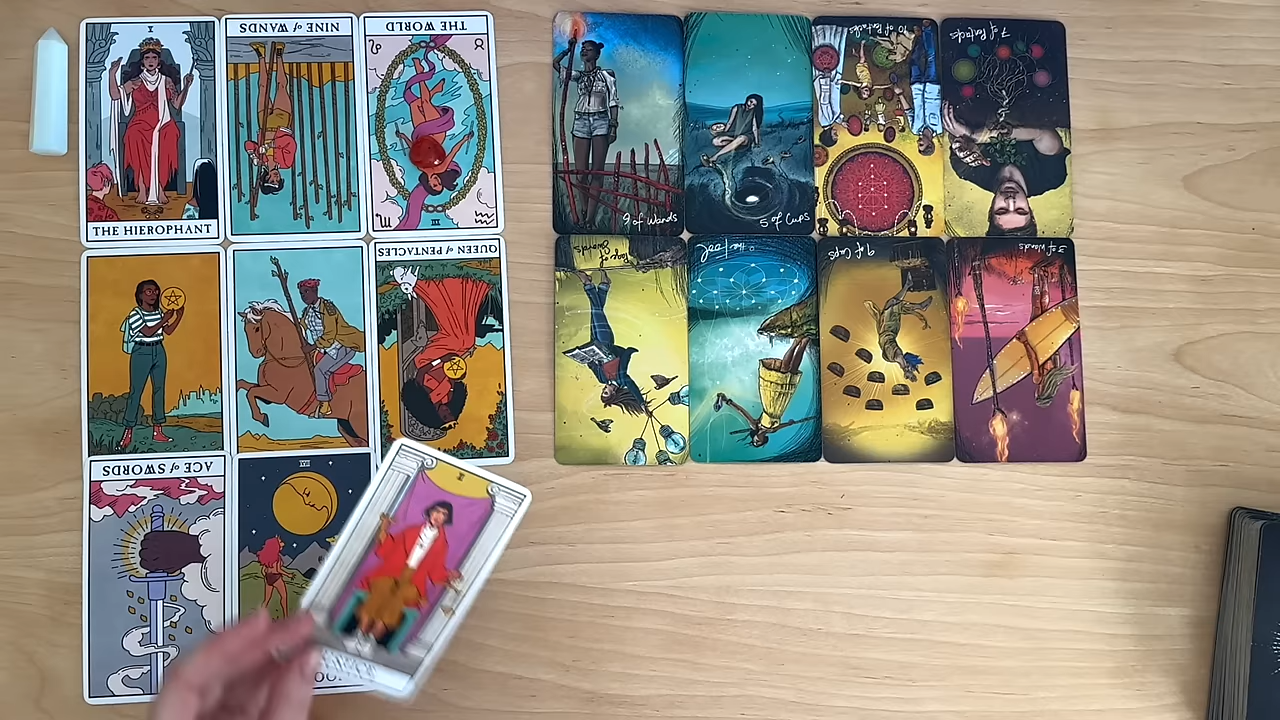 I
THE HIEROPHANT
NINE OF WANDS
THE WORLD
III
QUEEN OF PENTACLES
ACE OF SWORDS
9 of Wands
5 of Cups
10 of Pentacles
7 of Pentacles
Page of
Swords
the Fool
9 of Cups
3 of Wands